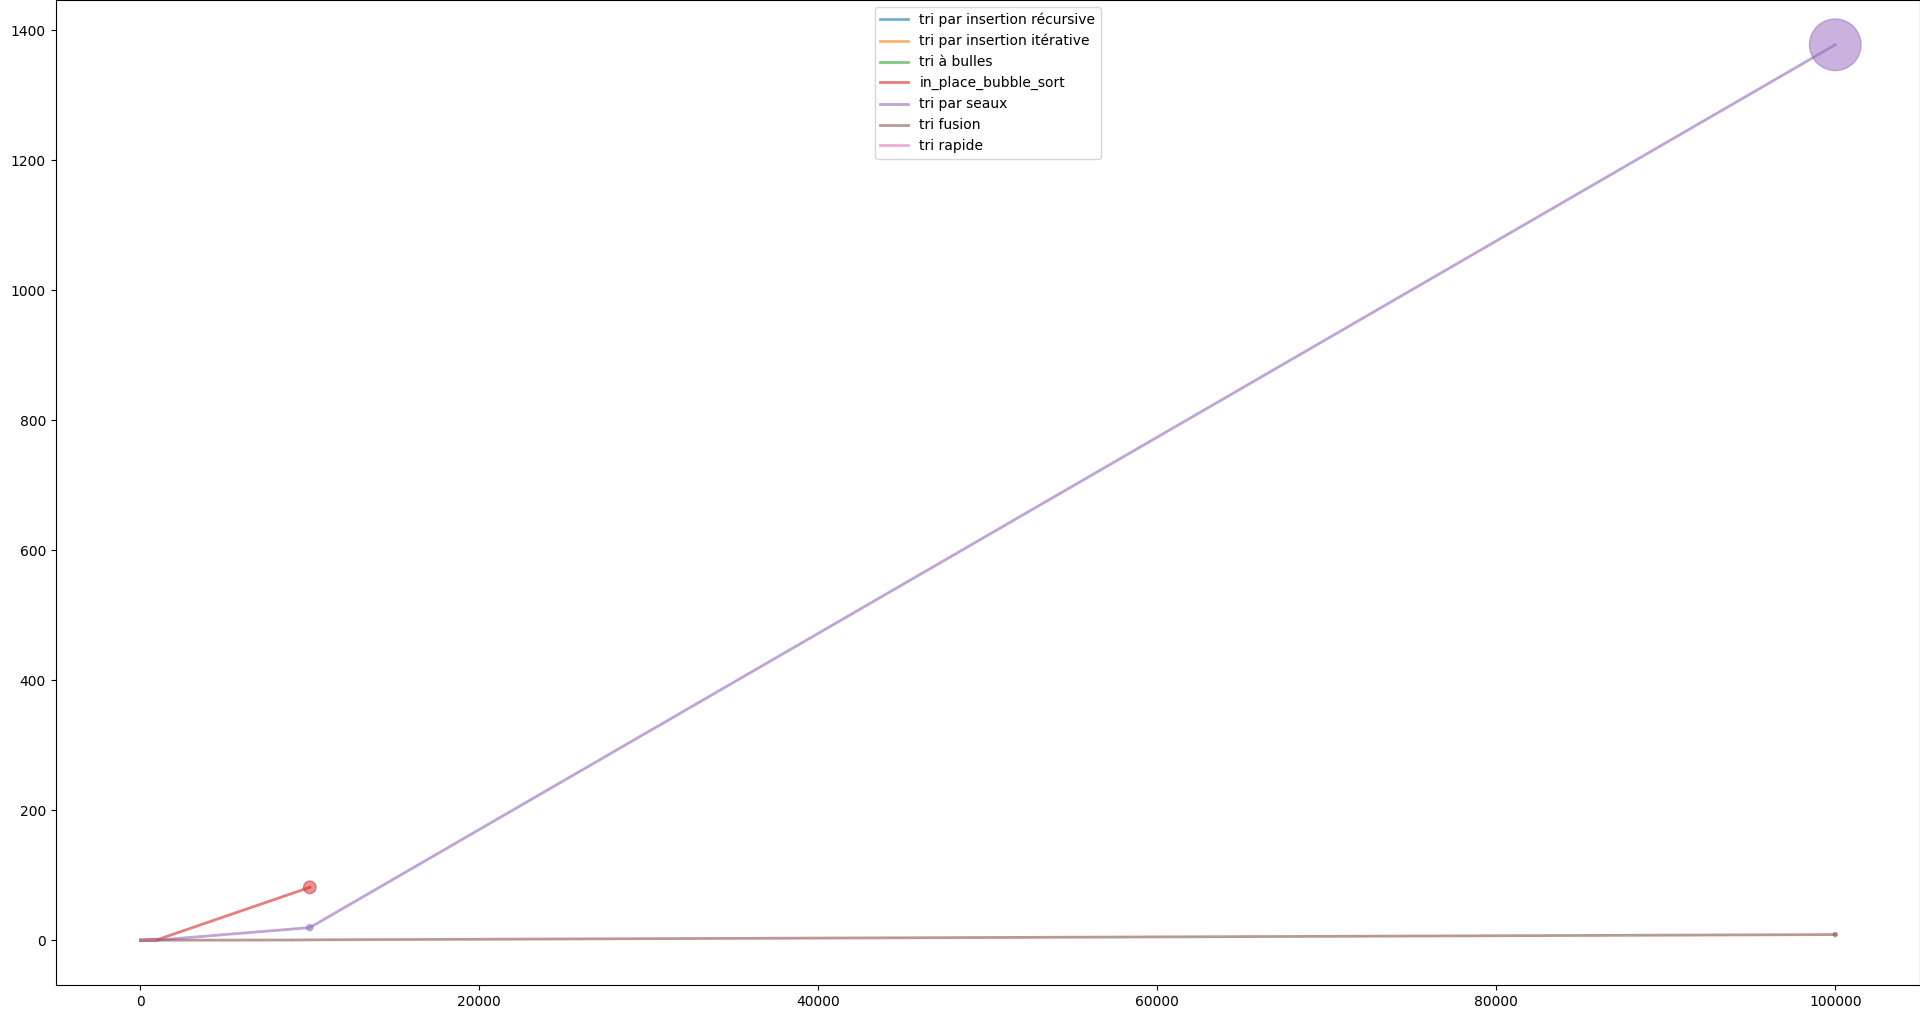 1400
1200
1000
800
600
400
200
0
tri par insertion récursive
tri par insertion itérative
tri à bulles
in_place_bubble_sort
tri par seaux
tri fusion
tri rapide
0 20000 40000 60000 80000 100000